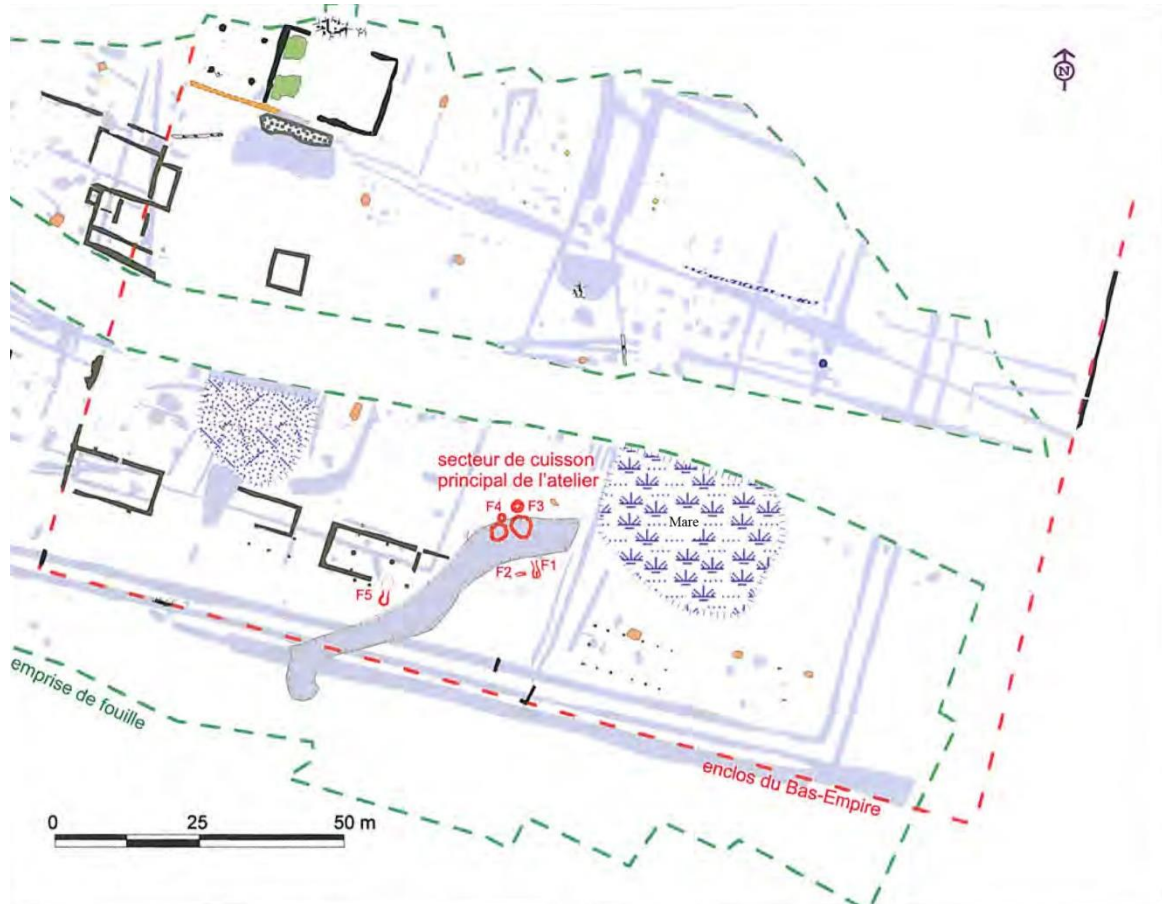 N
secteur de cuisson
principal de l'atelier
F4
F3
Mare
F2
F1
F5
emprise de fouille
enclos du Bas-Empire
0
25
50 m